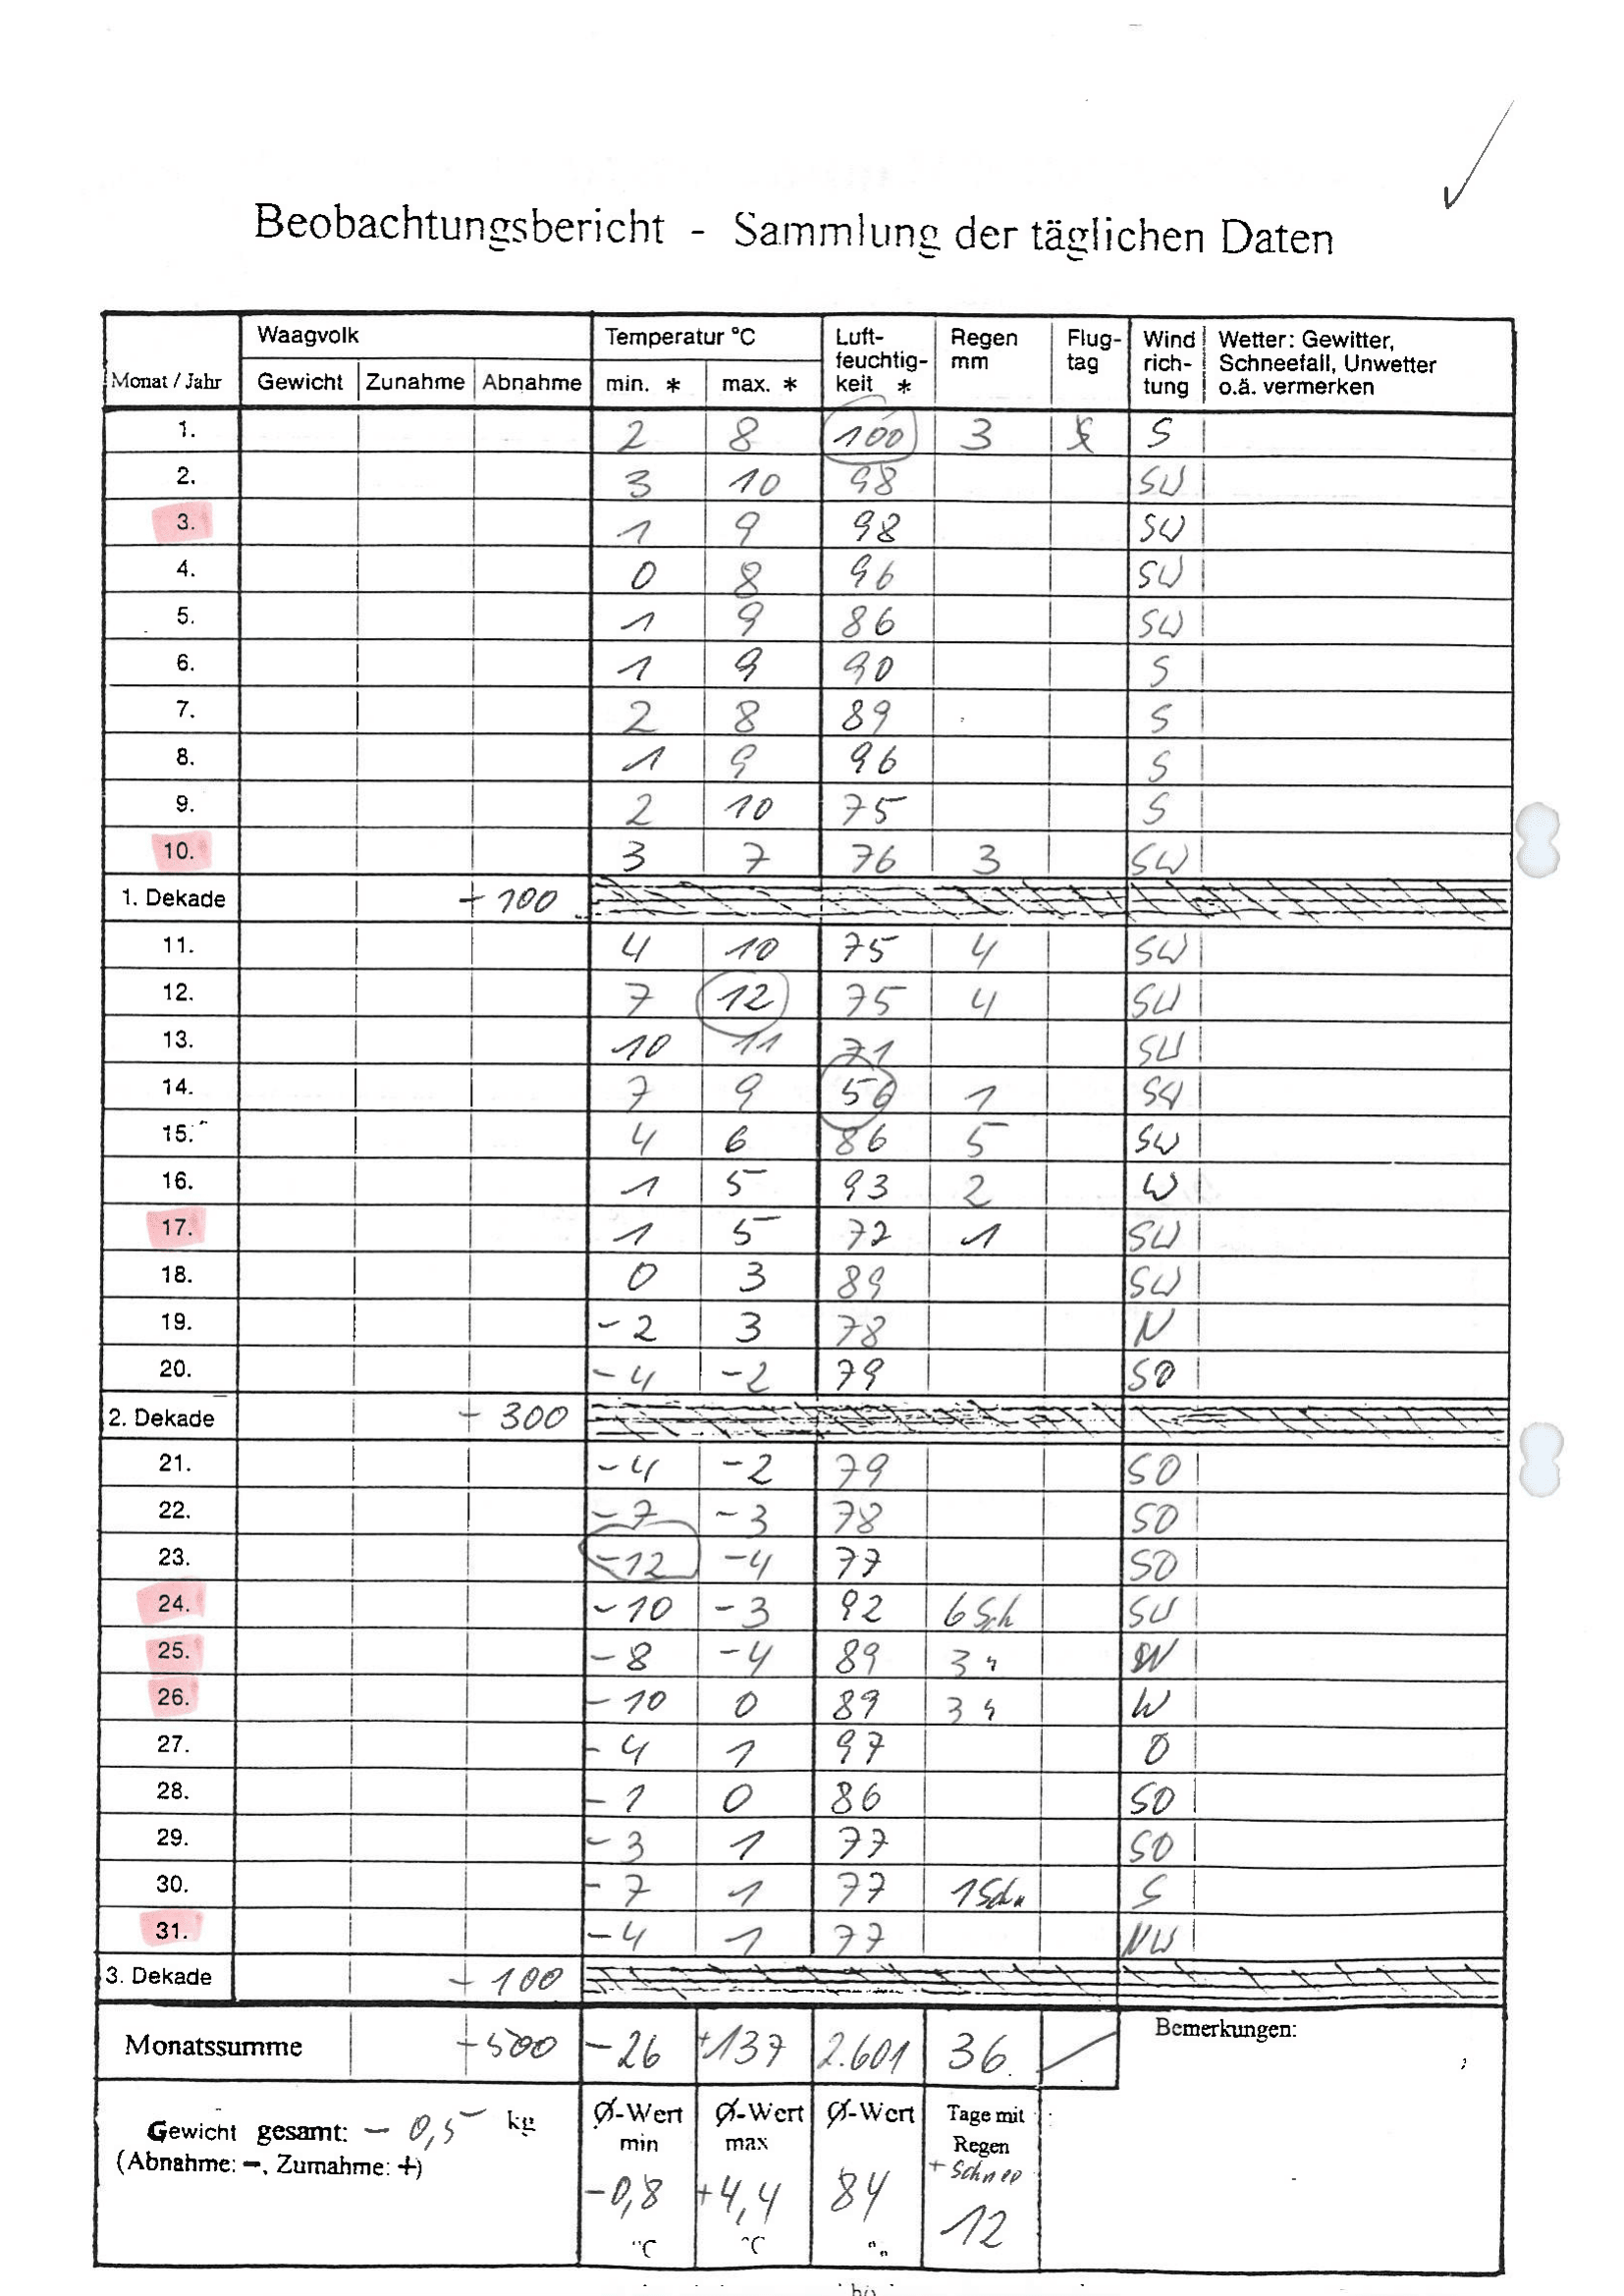 Beobachtungsbericht - Sammlung der täglichen Daten
Monat / Jahr Waagvolk Temperatur °C Luft-feuchtig-keit * Regen mm Flug-tag Wind rich-tung Wetter: Gewitter, Schneefall, Unwetter o.ä. vermerken
Gewicht Zunahme Abnahme min. * max. *
1. 2 8 100 3 S
2. 3 10 98 SW
3. 1 9 98 SW
4. 0 8 96 SW
5. 1 9 86 SW
6. 1 9 90 S
7. 2 8 89 S
8. 1 9 96 S
9. 2 10 75 S
10. 3 7 76 3 SW
1. Dekade - 100
11. 4 10 75 4 SW
12. 7 12 75 4 SW
13. 10 11 71 SW
14. 7 9 56 1 SW
15. 4 6 86 5 SW
16. 1 5 93 2 W
17. 1 5 72 1 SW
18. 0 3 89 SW
19. -2 3 78 N
20. -4 -2 79 SO
2. Dekade - 300
21. -4 -2 79 SO
22. -7 -3 78 SO
23. -12 -4 77 SO
24. -10 -3 92 6 Sch SW
25. -8 -4 89 3 " W
26. -10 0 89 3 " W
27. -4 1 97 O
28. -1 0 86 SO
29. -3 1 77 SO
30. -7 1 77 1 Sch. S
31. -4 1 77 NW
3. Dekade - 100
Monatssumme -500 -26 +137 2.601 36 Bemerkungen:
Gewicht gesamt: - 0,5 kg
(Abnahme: -, Zumahme: +)
Ø-Wert min Ø-Wert max Ø-Wert Tage mit Regen + Schnee
-0,8 +4,4 84 12
°C °C